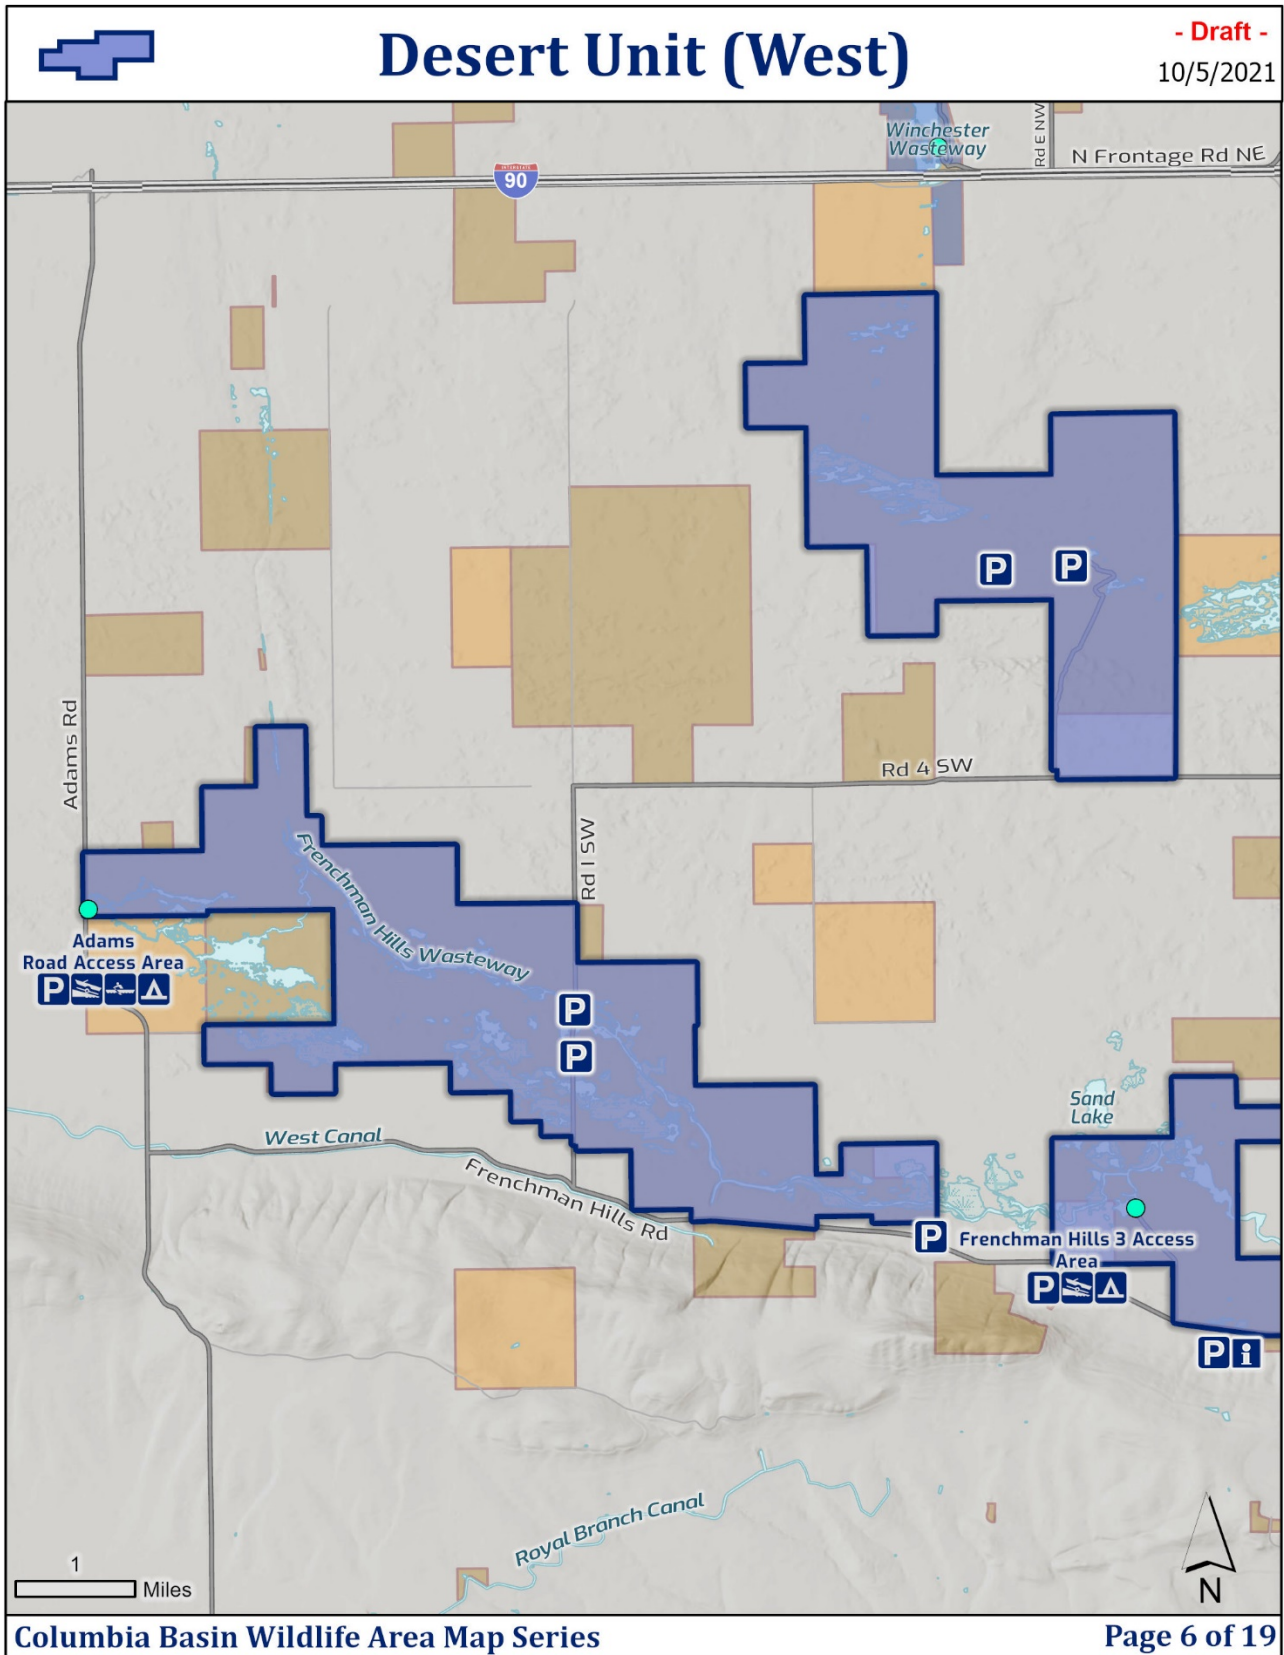 Desert Unit (West)
- Draft -
10/5/2021
Winchester
Wasteway
Rd E NW
N Frontage Rd NE
INTERSTATE
90
P
P
Adams Rd
Rd 4 SW
Rd I SW
Frenchman Hills Wasteway
Adams
Road Access Area
P
P
P
Sand
Lake
West Canal
Frenchman Hills Rd
P
Frenchman Hills 3 Access
Area
P
P i
Royal Branch Canal
1
Miles
N
Columbia Basin Wildlife Area Map Series
Page 6 of 19